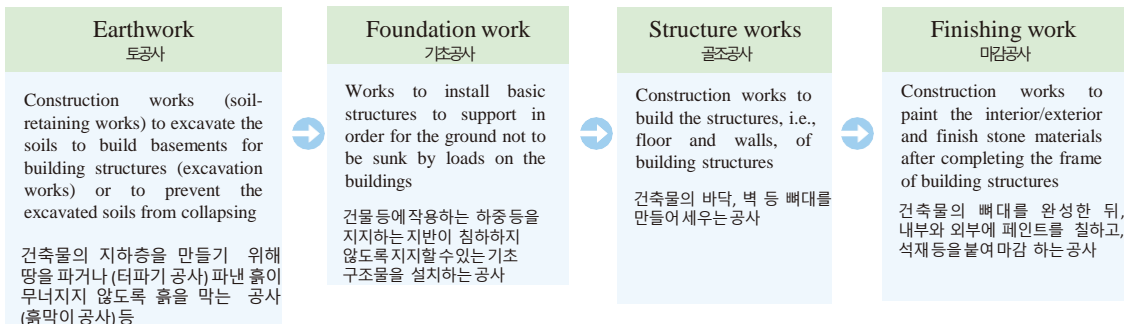 Earthwork
토공사
Construction works (soil-
retaining works) to excavate the
soils to build basements for
building structures (excavation
works) or to prevent the
excavated soils from collapsing
건축물의 지하층을 만들기 위해
땅을 파거나 (터파기 공사) 파낸 흙이
무너지지 않도록 흙을 막는 공사
(흙막이 공사) 등
Foundation work
기초공사
Works to install basic
structures to support in
order for the ground not to
be sunk by loads on the
buildings
건물 등에 작용하는 하중 등을
지지하는 지반이 침하하지
않도록 지지할 수 있는 기초
구조물을 설치하는 공사
Structure works
골조공사
Construction works to
build the structures, i.e.,
floor and walls, of
building structures
건축물의 바닥, 벽 등 뼈대를
만들어 세우는 공사
Finishing work
마감공사
Construction works to
paint the interior/exterior
and finish stone materials
after completing the frame
of building structures
건축물의 뼈대를 완성한 뒤,
내부와 외부에 페인트를 칠하고,
석재 등을 붙여 마감 하는 공사